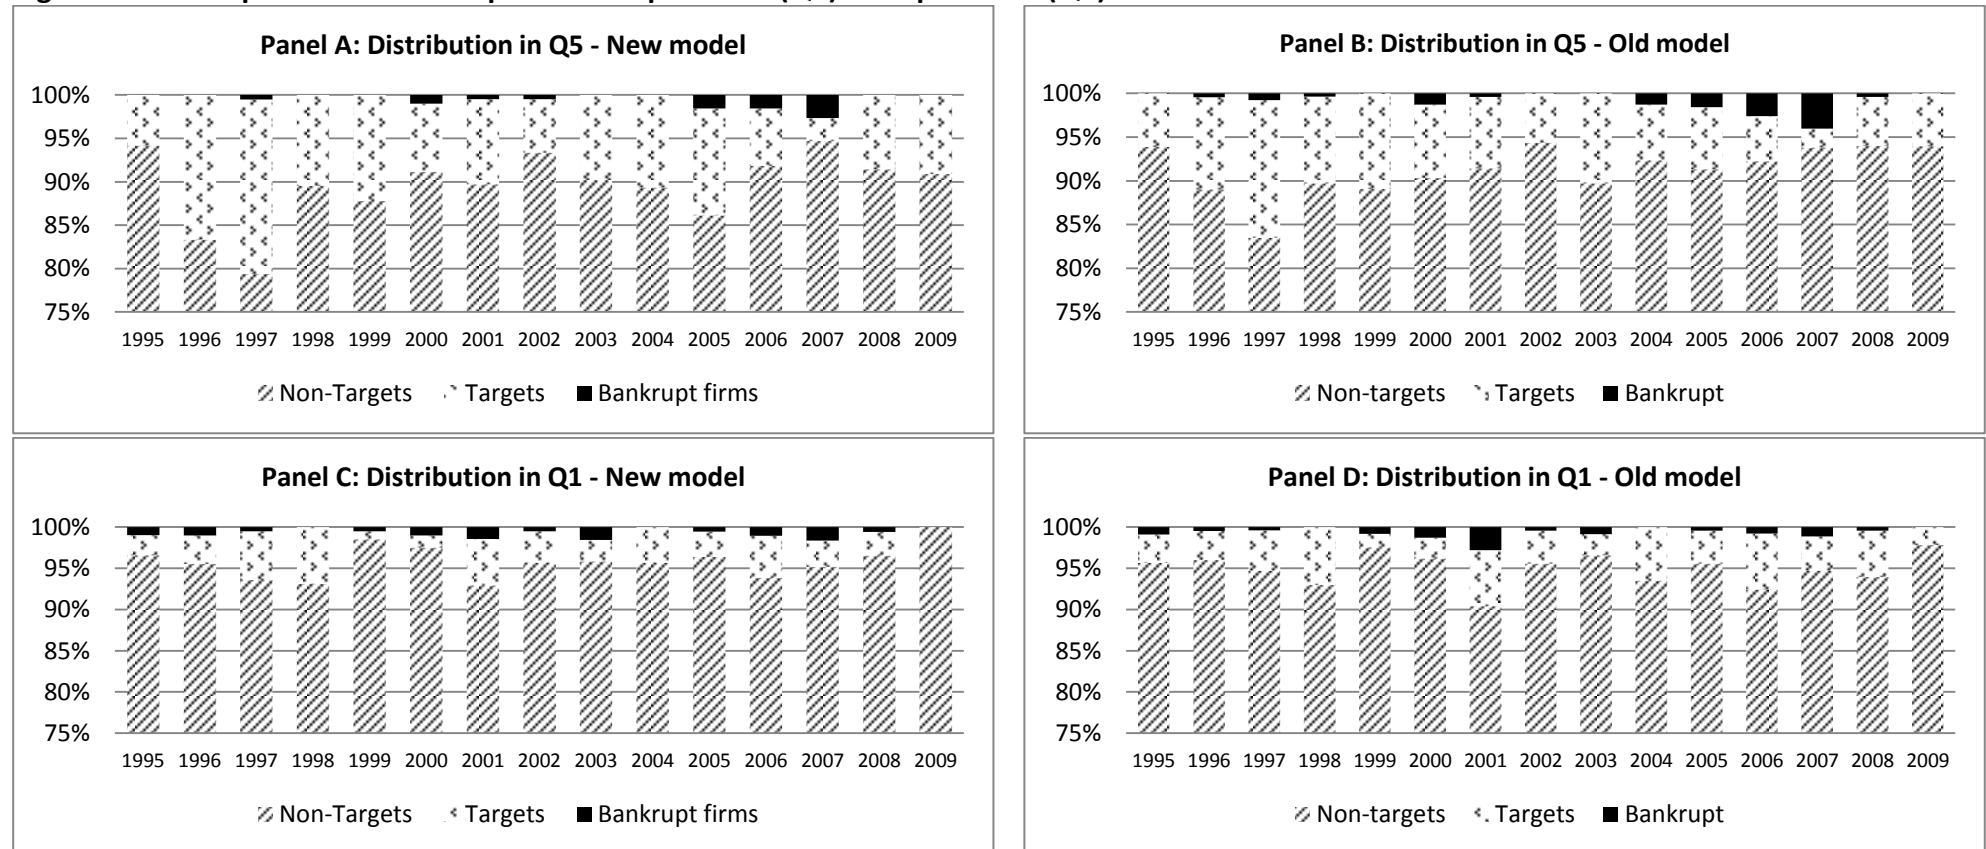 Panel A: Distribution in Q5 - New model
100%
95%
90%
85%
80%
75%
1995 1996 1997 1998 1999 2000 2001 2002 2003 2004 2005 2006 2007 2008 2009
Non-Targets Targets Bankrupt firms
Panel B: Distribution in Q5 - Old model
100%
95%
90%
85%
80%
75%
1995 1996 1997 1998 1999 2000 2001 2002 2003 2004 2005 2006 2007 2008 2009
Non-targets Targets Bankrupt
Panel C: Distribution in Q1 - New model
100%
95%
90%
85%
80%
75%
1995 1996 1997 1998 1999 2000 2001 2002 2003 2004 2005 2006 2007 2008 2009
Non-Targets Targets Bankrupt firms
Panel D: Distribution in Q1 - Old model
100%
95%
90%
85%
80%
75%
1995 1996 1997 1998 1999 2000 2001 2002 2003 2004 2005 2006 2007 2008 2009
Non-targets Targets Bankrupt